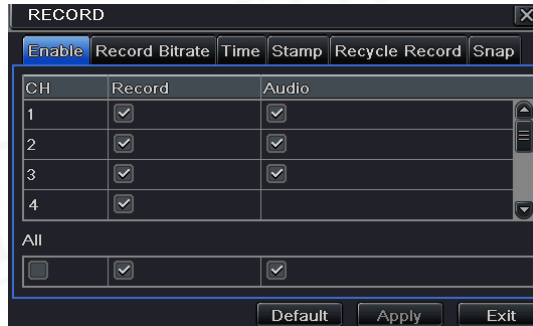 RECORD
Enable Record Bitrate Time Stamp Recycle Record Snap
CH Record Audio
1
2
3
4
All
Default Apply Exit